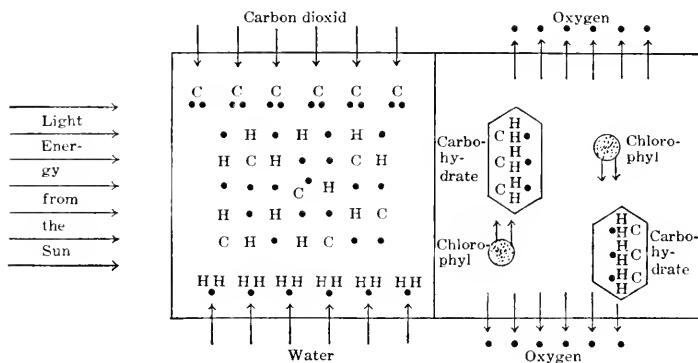 Carbon dioxid
Oxygen
C C C C C C
Light
Ener-
gy
from
the
Sun
H H H
H C H C H
H
C
H H H C
C H H C
HH HH HH HH HH HH
Water
Carbo-
hy-
drate
H
C H
H
C H
H
C H
Chloro-
phyl
Chloro-
phyl
H
H C
H
H C
H
H C
Carbo-
hy-
drate
Oxygen